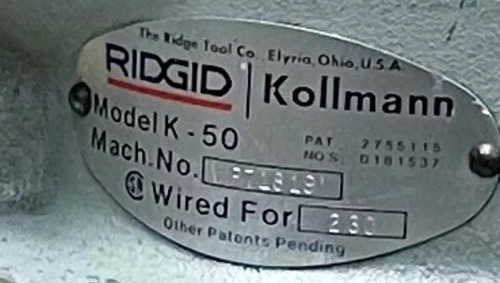 The Ridge Tool Co., Elyria, Ohio, U.S.A.
RIDGID | Kollmann
Model K-50
PAT. 2755115
NOS. D181537
Mach.No.
Wired For 230
Other Patents Pending